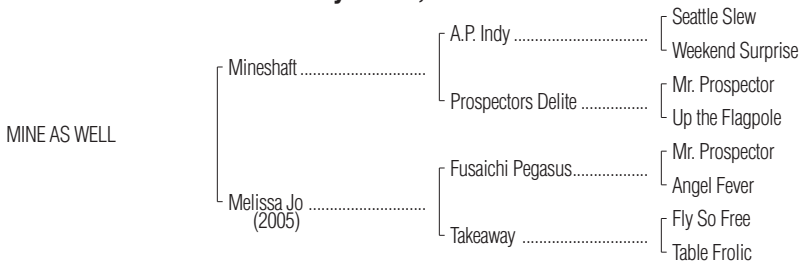 Seattle Slew
A.P. Indy
Weekend Surprise
Mineshaft
Mr. Prospector
Prospectors Delite
Up the Flagpole
MINE AS WELL
Mr. Prospector
Fusaichi Pegasus
Angel Fever
Melissa Jo
(2005)
Fly So Free
Takeaway
Table Frolic